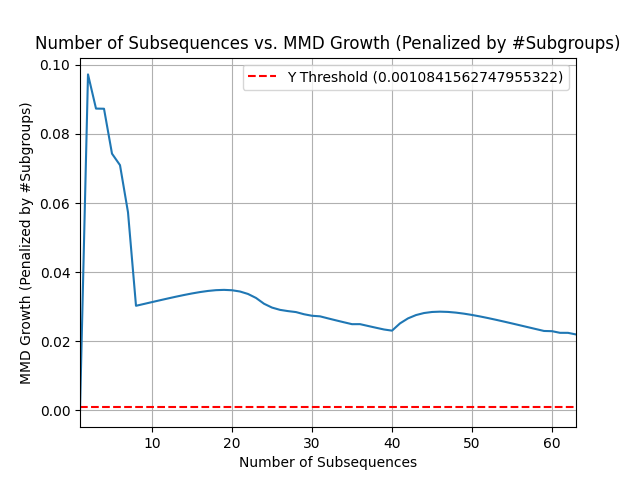 Number of Subsequences vs. MMD Growth (Penalized by #Subgroups)
Y Threshold (0.0010841562747955322)
MMD Growth (Penalized by #Subgroups)
0.10
0.08
0.06
0.04
0.02
0.00
10 20 30 40 50 60
Number of Subsequences